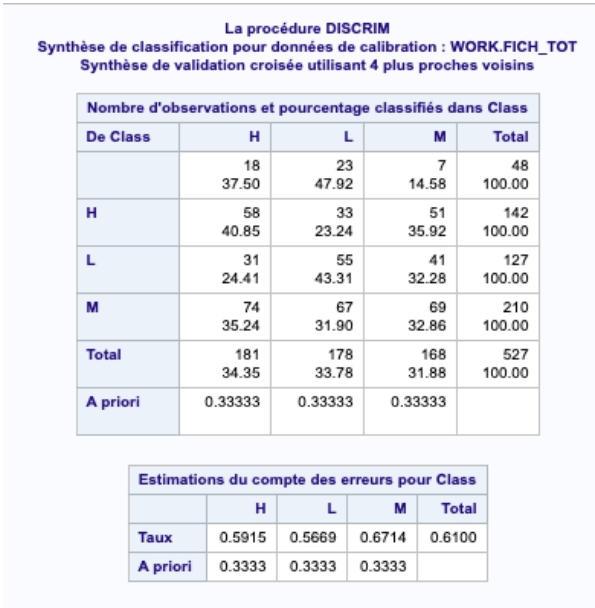 La procédure DISCRIM
Synthèse de classification pour données de calibration : WORK.FICH_TOT
Synthèse de validation croisée utilisant 4 plus proches voisins
Nombre d'observations et pourcentage classifiés dans Class
De Class H L M Total
18 23 7 48
37.50 47.92 14.58 100.00
H 58 33 51 142
40.85 23.24 35.92 100.00
L 31 55 41 127
24.41 43.31 32.28 100.00
M 74 67 69 210
35.24 31.90 32.86 100.00
Total 181 178 168 527
34.35 33.78 31.88 100.00
A priori 0.33333 0.33333 0.33333
Estimations du compte des erreurs pour Class
H L M Total
Taux 0.5915 0.5669 0.6714 0.6100
A priori 0.3333 0.3333 0.3333